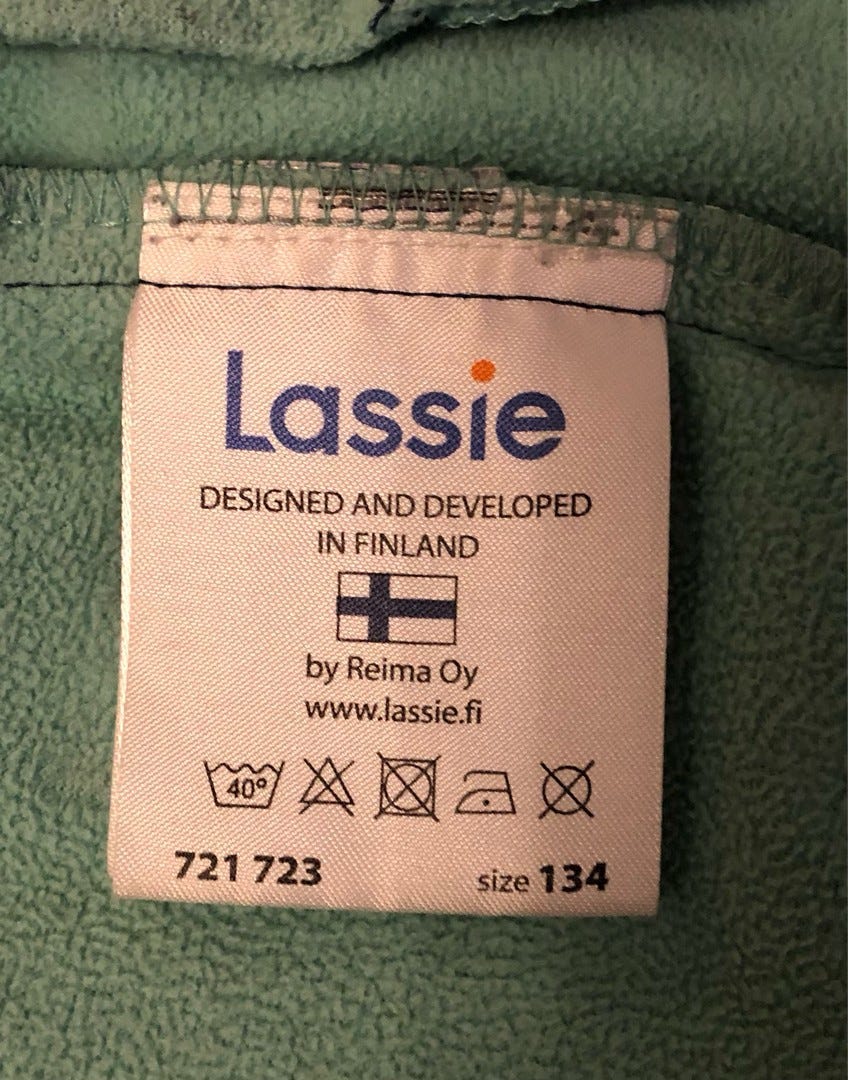 Lassie
DESIGNED AND DEVELOPED
IN FINLAND
by Reima Oy
www.lassie.fi
40°
721 723 size 134